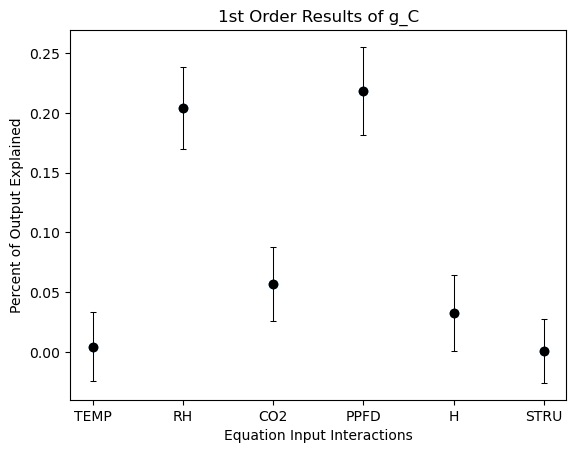 1st Order Results of g_C
Percent of Output Explained
0.25
0.20
0.15
0.10
0.05
0.00
TEMP RH CO2 PPFD H STRU
Equation Input Interactions